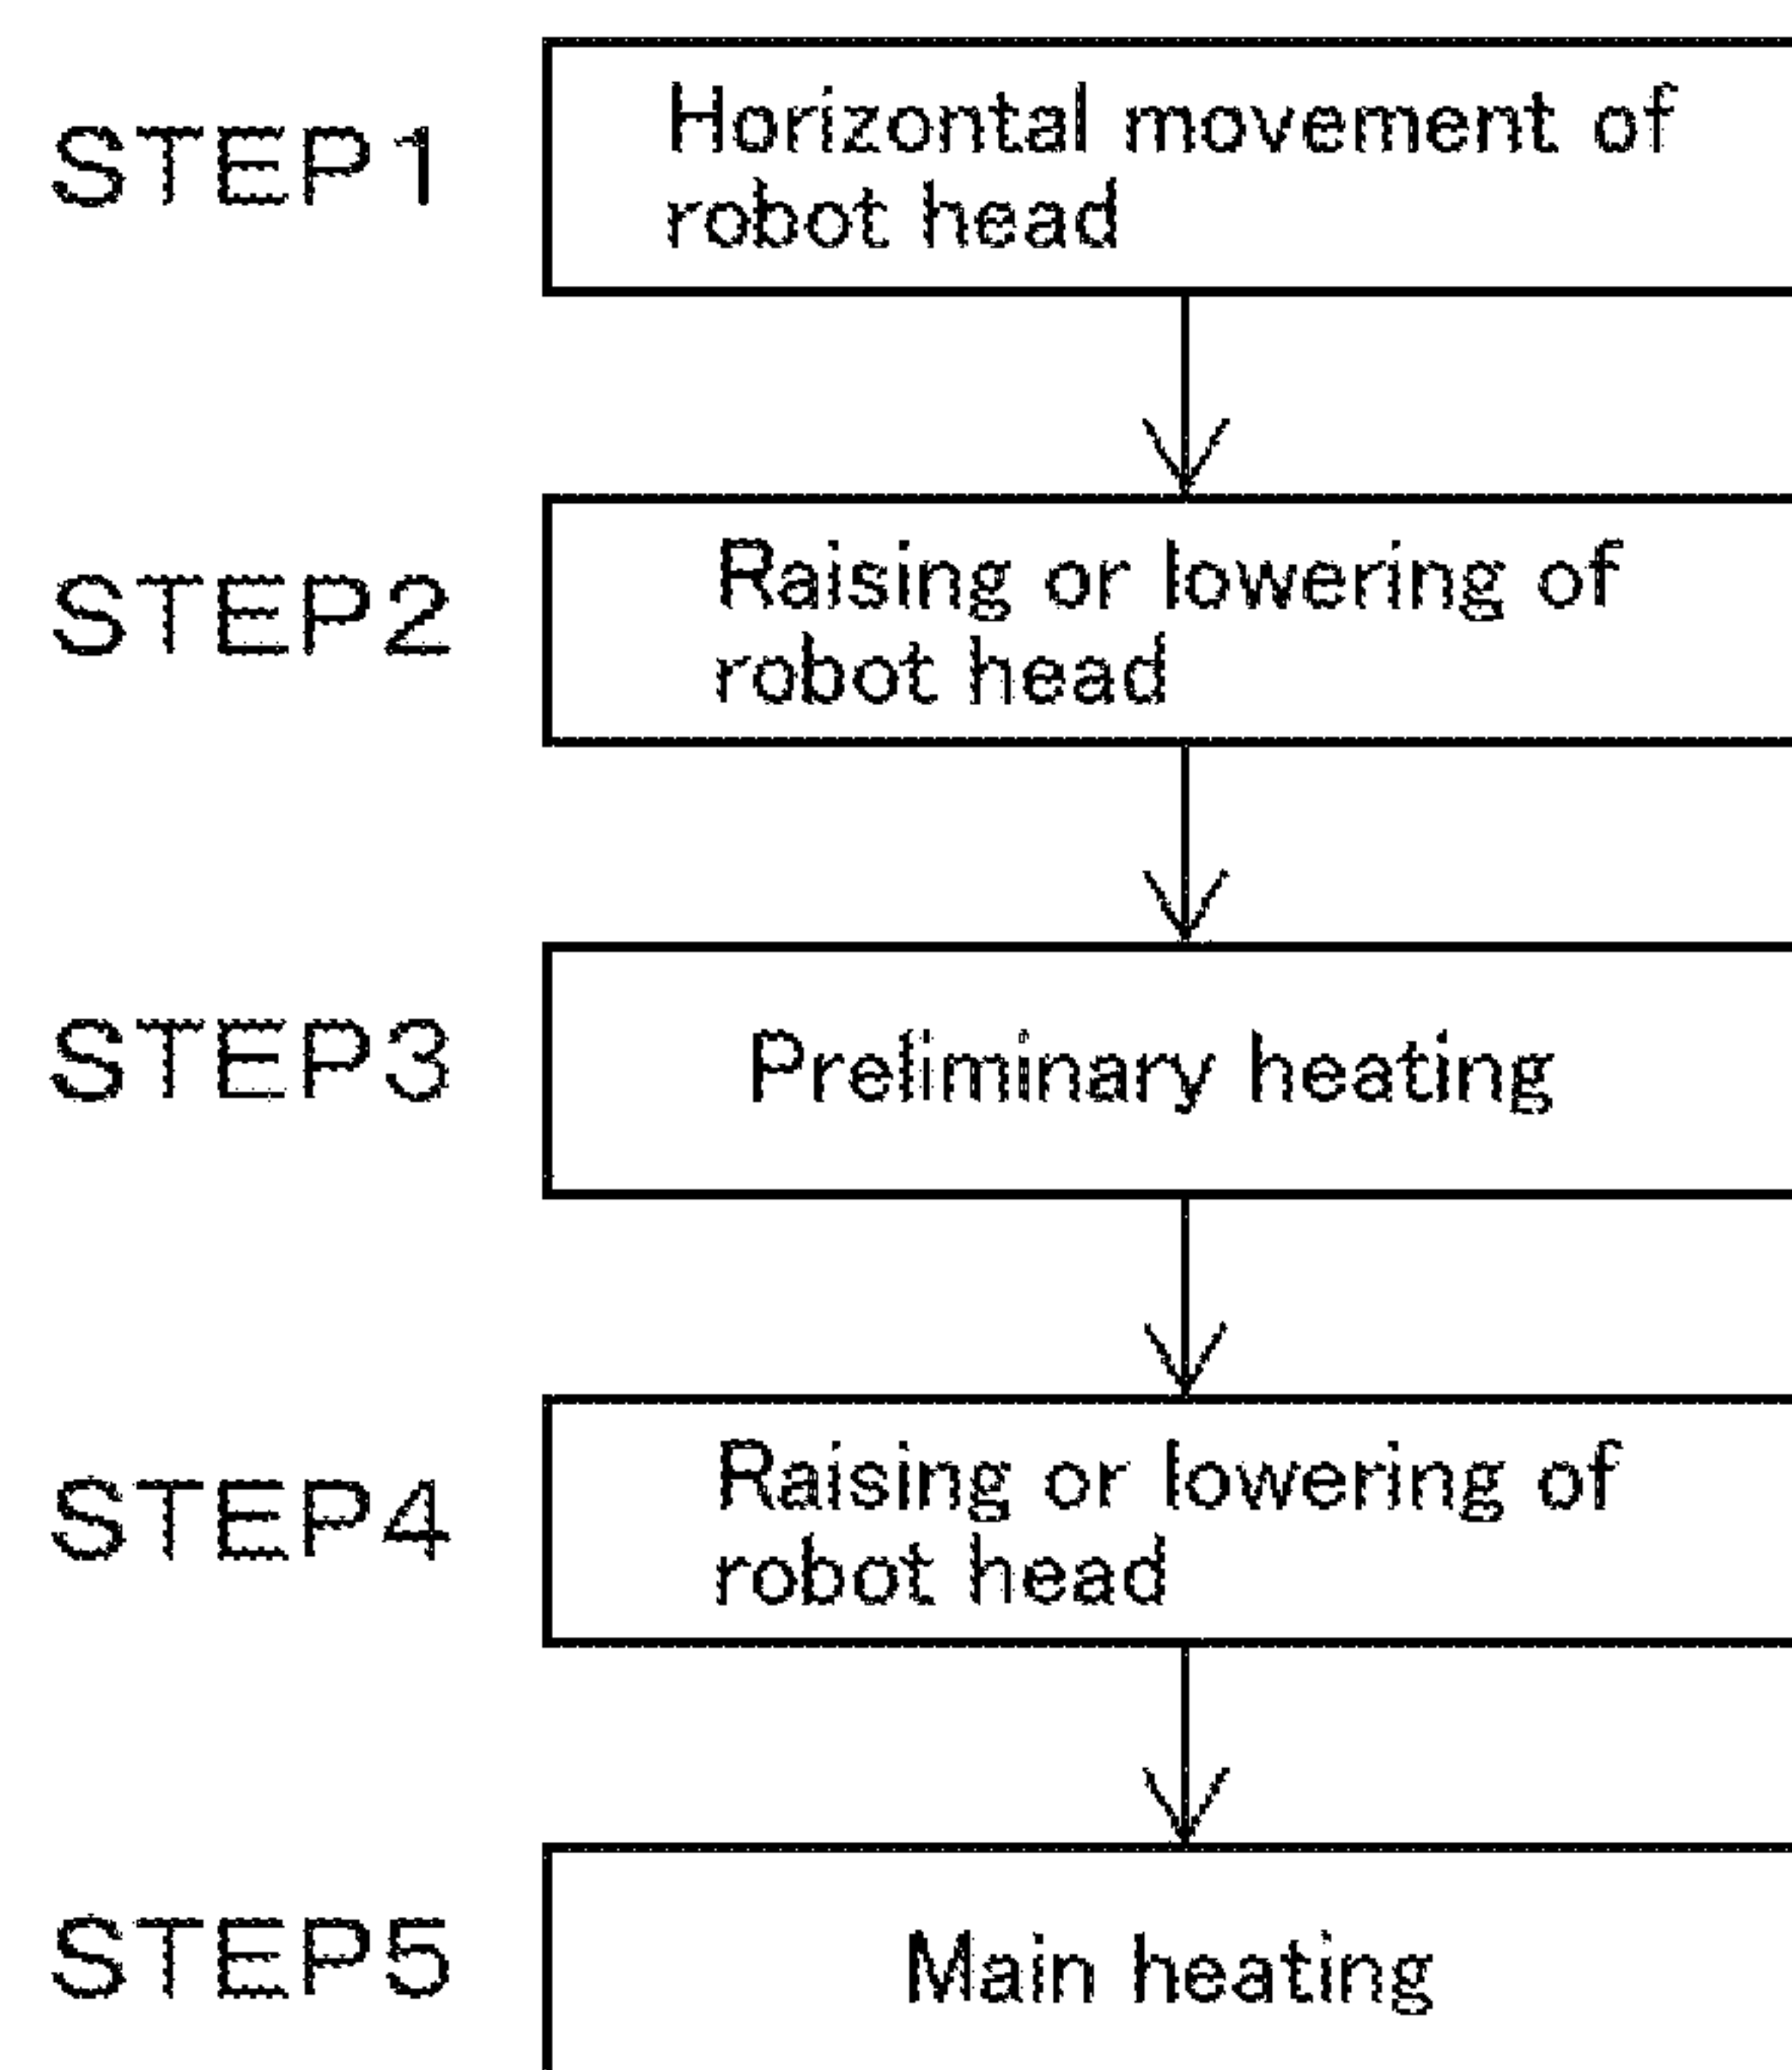 STEP1
Horizontal movement of
robot head
STEP2
Raising or lowering of
robot head
STEP3
Preliminary heating
STEP4
Raising or lowering of
robot head
STEP5
Main heating